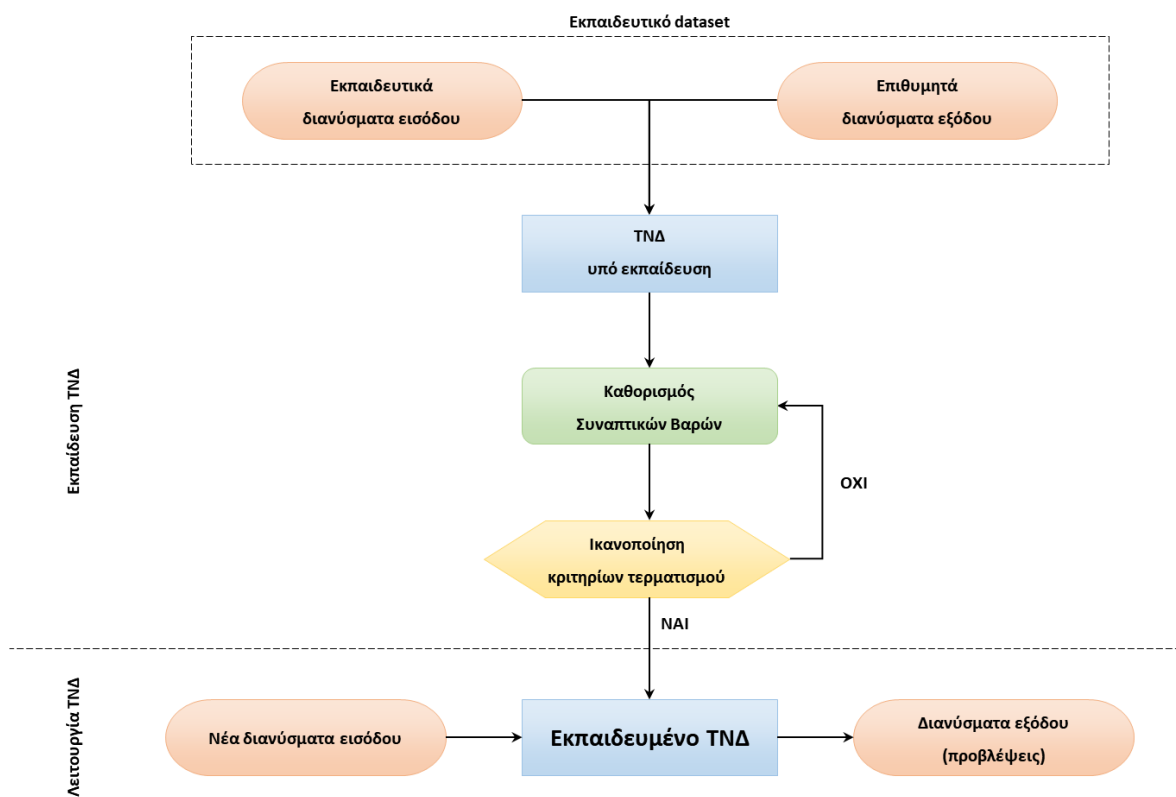 Εκπαιδευτικό dataset
Εκπαιδευτικά
διανύσματα εισόδου
Επιθυμητά
διανύσματα εξόδου
ΤΝΔ
υπό εκπαίδευση
Εκπαίδευση ΤΝΔ
Καθορισμός
Συναπτικών Βαρών
ΟΧΙ
Ικανοποίηση
κριτηρίων τερματισμού
ΝΑΙ
Λειτουργία ΤΝΔ
Νέα διανύσματα εισόδου
Εκπαιδευμένο ΤΝΔ
Διανύσματα εξόδου
(προβλέψεις)